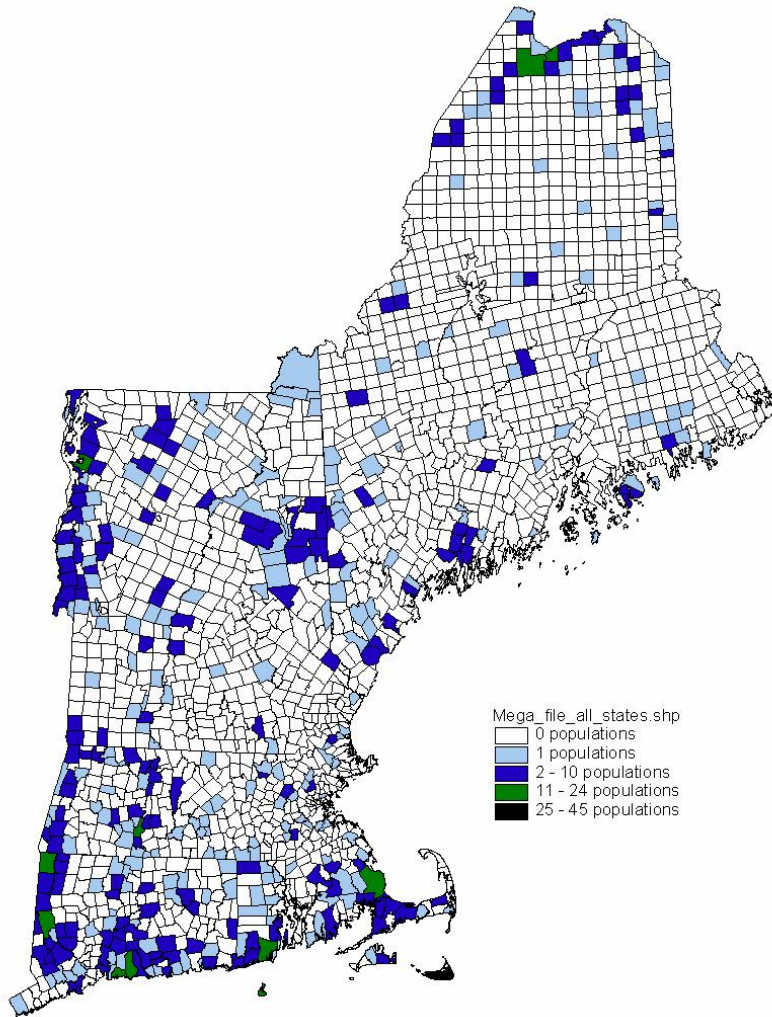 Mega_file_all_states.shp
0 populations
1 populations
2 - 10 populations
11 - 24 populations
25 - 45 populations